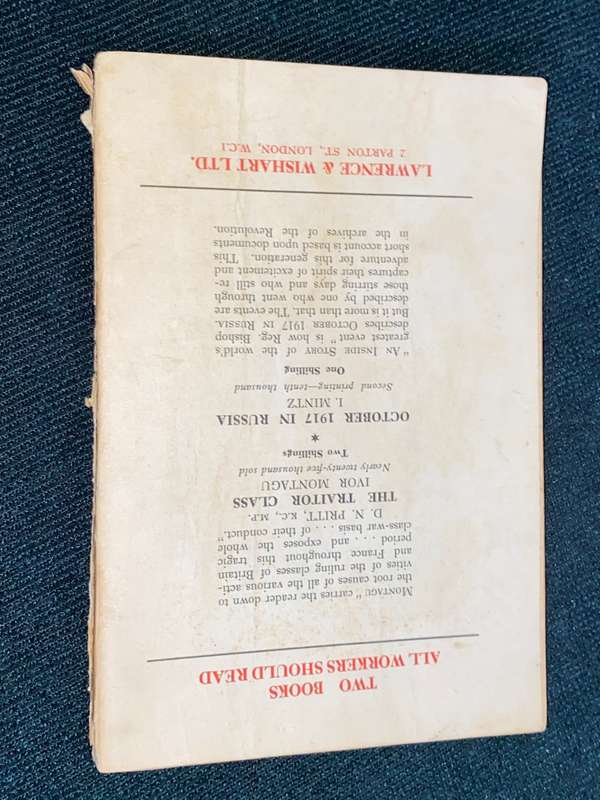 TWO BOOKS
ALL WORKERS SHOULD READ
MONTAGU “ carries the reader down to
the root causes of all the various acti-
vities of the ruling classes of Britain
and France throughout this tragic
period . . . and exposes the whole
class-war basis . . . of their conduct.”
D. N. PRITT, K.C., M.P.
THE TRAITOR CLASS
IVOR MONTAGU
Nearly twenty-five thousand sold
Two Shillings
*
OCTOBER 1917 IN RUSSIA
I. MINTZ
Second printing—tenth thousand
One Shilling
“ AN INSIDE STORY of the world’s
greatest event ” is how Reg. Bishop
describes OCTOBER 1917 IN RUSSIA.
But it is more than that. The events are
described by one who went through
those stirring days and who still re-
captures their spirit of excitement and
adventure for this generation. This
short account is based upon documents
in the archives of the Revolution.
LAWRENCE & WISHART LTD.
2 PARTON ST., LONDON, W.C.1